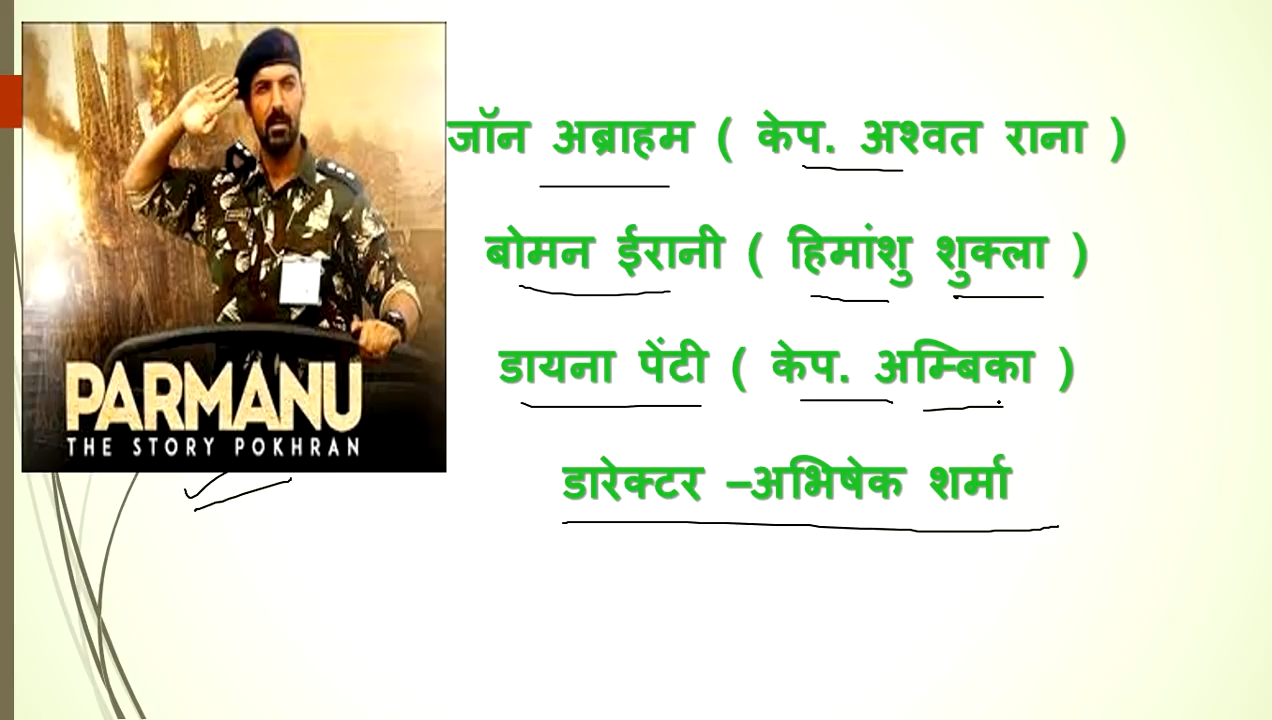 जॉन अब्राहम ( केप. अश्वत राना )
बोमन ईरानी ( हिमांशु शुक्ला )
डायना पेंटी ( केप. अम्बिका )
डारेक्टर –अभिषेक शर्मा
PARMANU
THE STORY POKHRAN